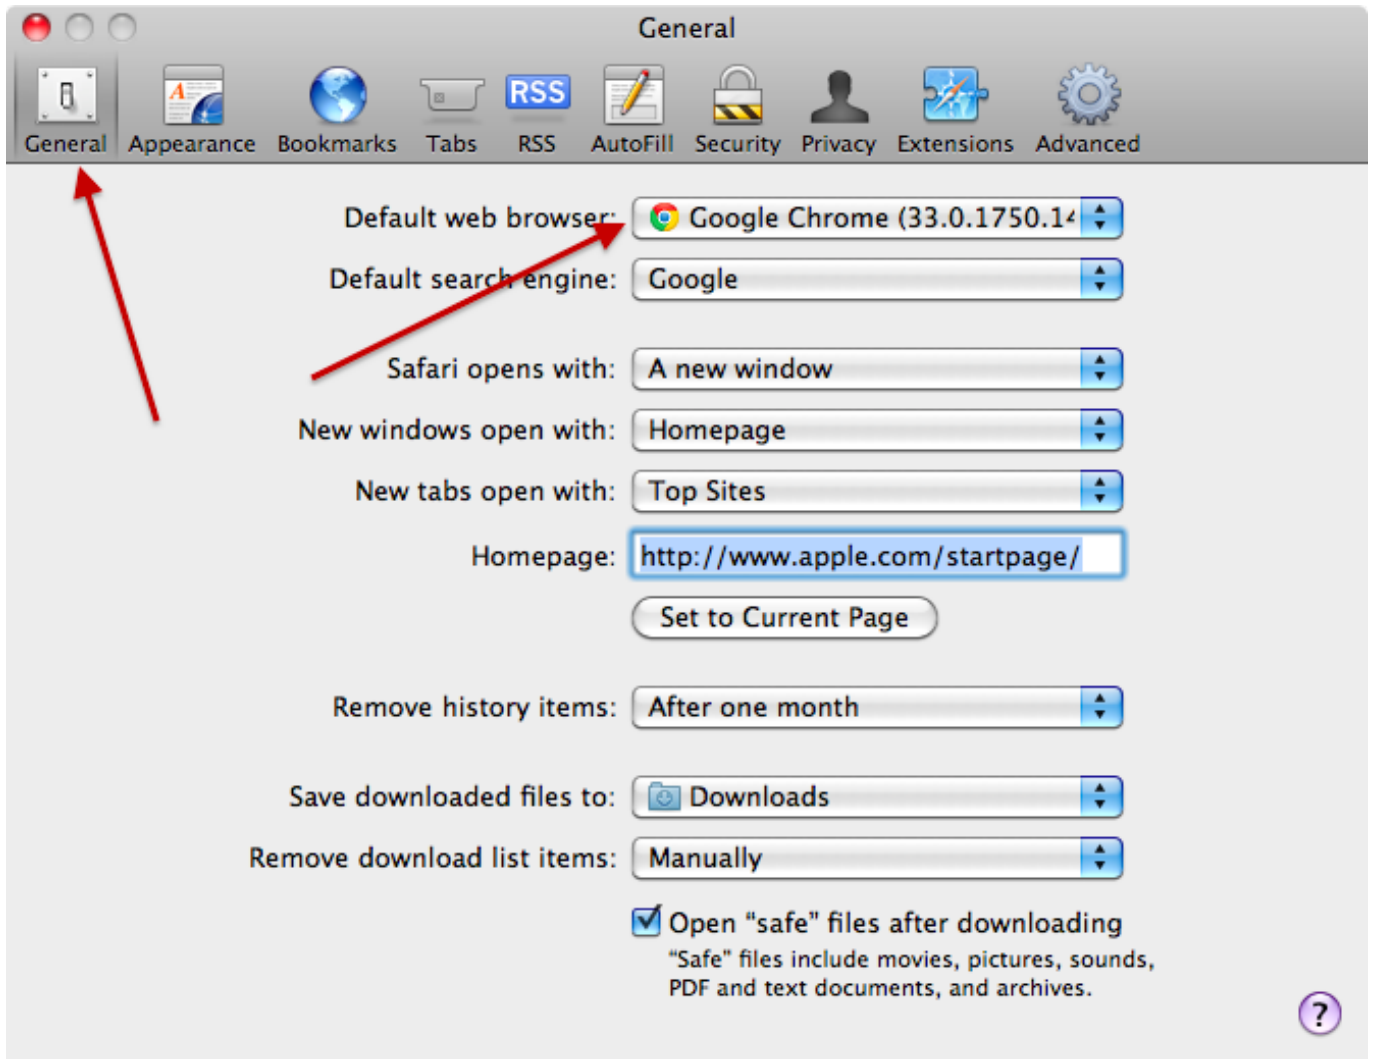 General
General Appearance Bookmarks Tabs RSS AutoFill Security Privacy Extensions Advanced
RSS
Default web browser: Google Chrome (33.0.1750.14
Default search engine: Google
Safari opens with: A new window
New windows open with: Homepage
New tabs open with: Top Sites
Homepage: http://www.apple.com/startpage/
Set to Current Page
Remove history items: After one month
Save downloaded files to: Downloads
Remove download list items: Manually
Open “safe” files after downloading
“Safe” files include movies, pictures, sounds,
PDF and text documents, and archives.
?